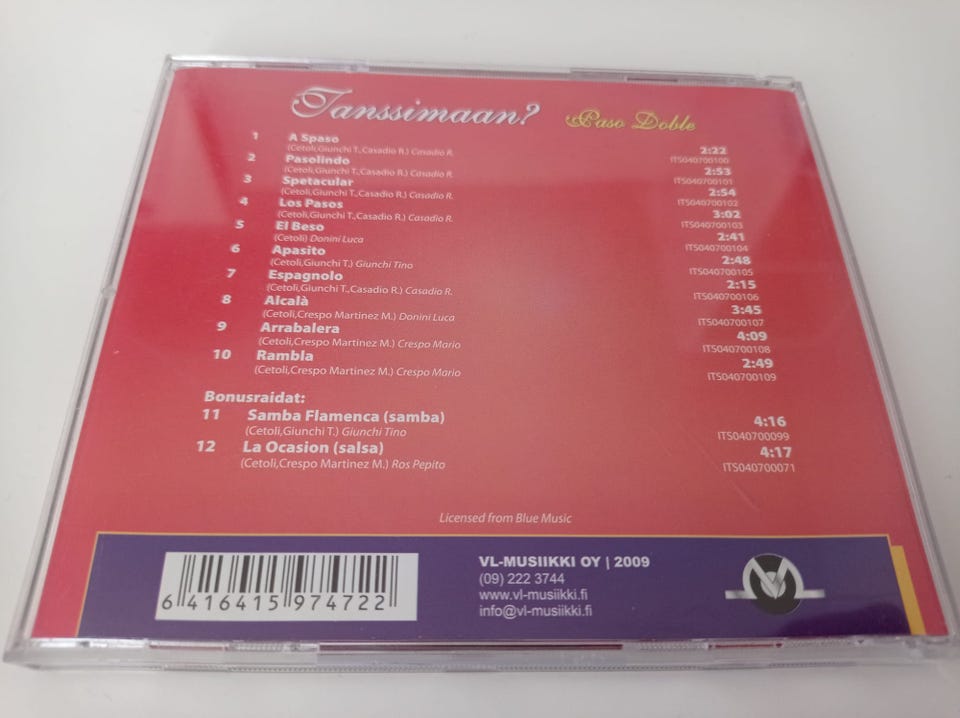 Tanssimaan? Paso Doble
1 A Spaso 2:22
(Cetoli,Giunchi T.,Casadio R.) Casadio R. ITS040700100
2 Pasolindo 2:53
(Cetoli,Giunchi T.,Casadio R.) Casadio R. ITS040700101
3 Spetacular 2:54
(Cetoli,Giunchi T.,Casadio R.) Casadio R. ITS040700102
4 Los Pasos 3:02
(Cetoli,Giunchi T.,Casadio R.) Casadio R. ITS040700103
5 El Beso 2:41
(Cetoli) Donini Luca ITS040700104
6 Apasito 2:48
(Cetoli,Giunchi T.) Giunchi Tino ITS040700105
7 Espagnolo 2:15
(Cetoli,Giunchi T.,Casadio R.) Casadio R. ITS040700106
8 Alcalà 3:45
(Cetoli,Crespo Martinez M.) Donini Luca ITS040700107
9 Arrabalera 4:09
(Cetoli,Crespo Martinez M.) Crespo Mario ITS040700108
10 Rambla 2:49
(Cetoli,Crespo Martinez M.) Crespo Mario ITS040700109
Bonusraidat:
11 Samba Flamenca (samba) 4:16
(Cetoli,Giunchi T.) Giunchi Tino ITS040700099
12 La Ocasion (salsa) 4:17
(Cetoli,Crespo Martinez M.) Ros Pepito ITS040700071
Licensed from Blue Music
6 416415 974722
VL-MUSIIKKI OY | 2009
(09) 222 3744
www.vl-musiikki.fi
info@vl-musiikki.fi